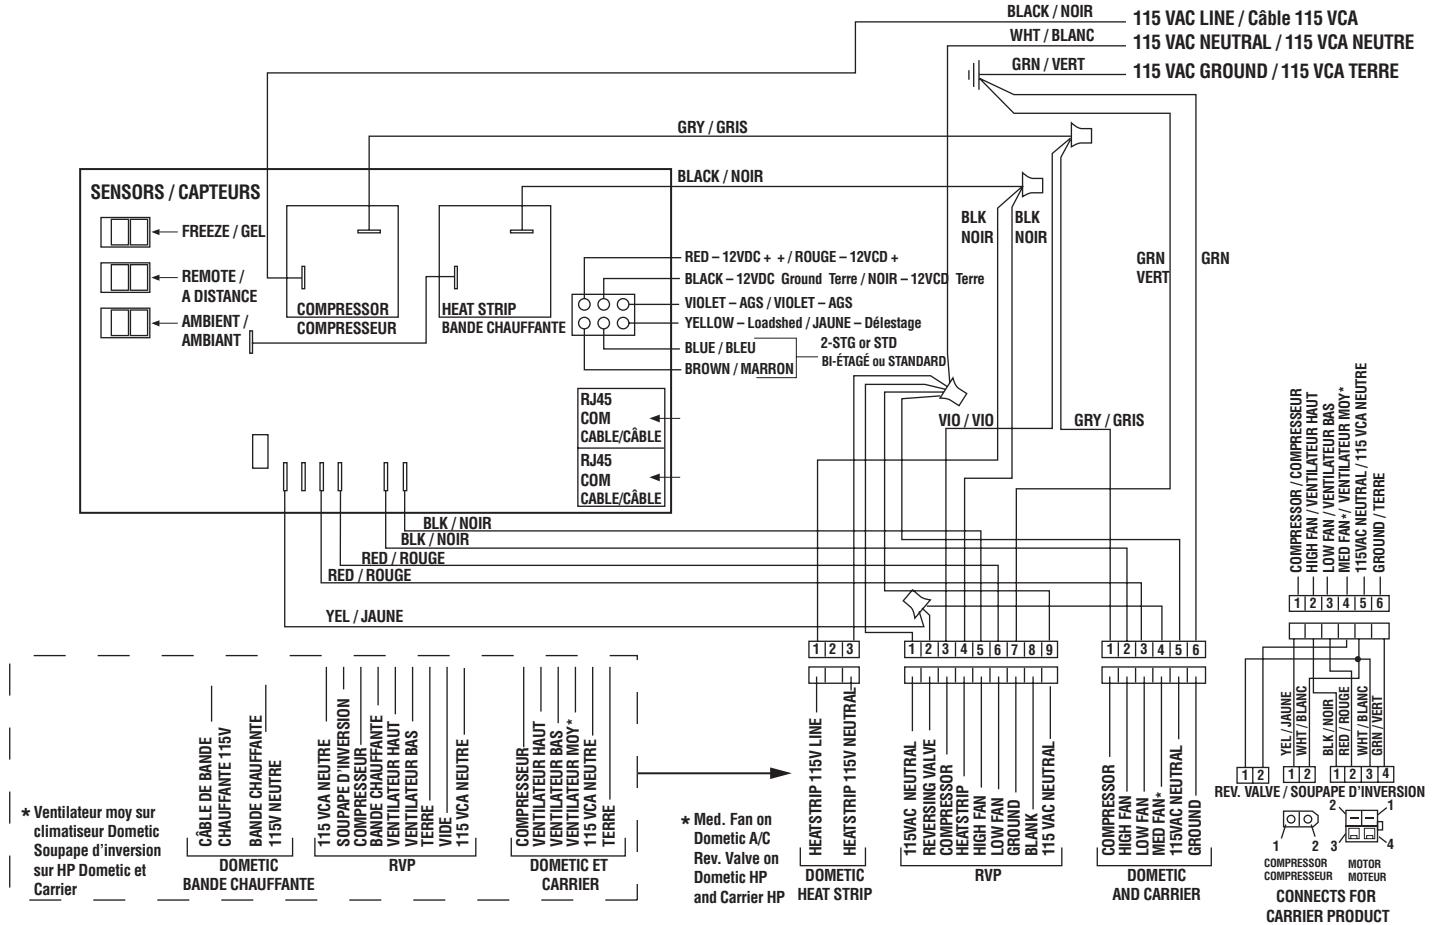 BLACK / NOIR
115 VAC LINE / Câble 115 VCA
WHT / BLANC
115 VAC NEUTRAL / 115 VCA NEUTRE
GRN / VERT
115 VAC GROUND / 115 VCA TERRE
GRY / GRIS
BLACK / NOIR
SENSORS / CAPTEURS
FREEZE / GEL
REMOTE /
A DISTANCE
AMBIENT /
AMBIANT
COMPRESSOR
COMPRESSEUR
HEAT STRIP
BANDE CHAUFFANTE
BLK
NOIR
BLK
NOIR
GRN
VERT
GRN
RED – 12VDC + + / ROUGE – 12VCD +
BLACK – 12VDC Ground Terre / NOIR – 12VCD Terre
VIOLET – AGS / VIOLET – AGS
YELLOW – Loadshed / JAUNE – Délestage
BLUE / BLEU
BROWN / MARRON
2-STG or STD
BI-ÉTAGÉ ou STANDARD
RJ45
COM
CABLE/CÂBLE
RJ45
COM
CABLE/CÂBLE
VIO / VIO
GRY / GRIS
BLK / NOIR
BLK / NOIR
RED / ROUGE
RED / ROUGE
YEL / JAUNE
1 2 3
1 2 3 4 5 6 7 8 9
1 2 3 4 5 6
CÂBLE DE BANDE
CHAUFFANTE 115V
BANDE CHAUFFANTE
115V NEUTRE
DOMETIC
BANDE CHAUFFANTE
115 VCA NEUTRE
SOUPAPE D'INVERSION
COMPRESSEUR
BANDE CHAUFFANTE
VENTILATEUR HAUT
VENTILATEUR BAS
TERRE
VIDE
115 VCA NEUTRE
RVP
COMPRESSEUR
VENTILATEUR HAUT
VENTILATEUR BAS
VENTILATEUR MOY*
115 VCA NEUTRE
TERRE
DOMETIC ET
CARRIER
* Ventilateur moy sur
climatiseur Dometic
Soupape d'inversion
sur HP Dometic et
Carrier
* Med. Fan on
Dometic A/C
Rev. Valve on
Dometic HP
and Carrier HP
HEATSTRIP 115V LINE
HEATSTRIP 115V NEUTRAL
DOMETIC
HEAT STRIP
115VAC NEUTRAL
REVERSING VALVE
COMPRESSOR
HEATSTRIP
HIGH FAN
LOW FAN
GROUND
BLANK
115 VAC NEUTRAL
RVP
COMPRESSOR
HIGH FAN
LOW FAN
MED FAN*
115VAC NEUTRAL
GROUND
DOMETIC
AND CARRIER
COMPRESSOR / COMPRESSEUR
HIGH FAN / VENTILATEUR HAUT
LOW FAN / VENTILATEUR BAS
MED FAN* / VENTILATEUR MOY*
115VAC NEUTRAL / 115 VCA NEUTRE
GROUND / TERRE
1 2 3 4 5 6
YEL / JAUNE
WHT / BLANC
BLK / NOIR
RED / ROUGE
WHT / BLANC
GRN / VERT
1 2
1 2
1 2 3 4
REV. VALVE / SOUPAPE D'INVERSION
1 2
COMPRESSOR
COMPRESSEUR
2 1
3 4
MOTOR
MOTEUR
CONNECTS FOR
CARRIER PRODUCT